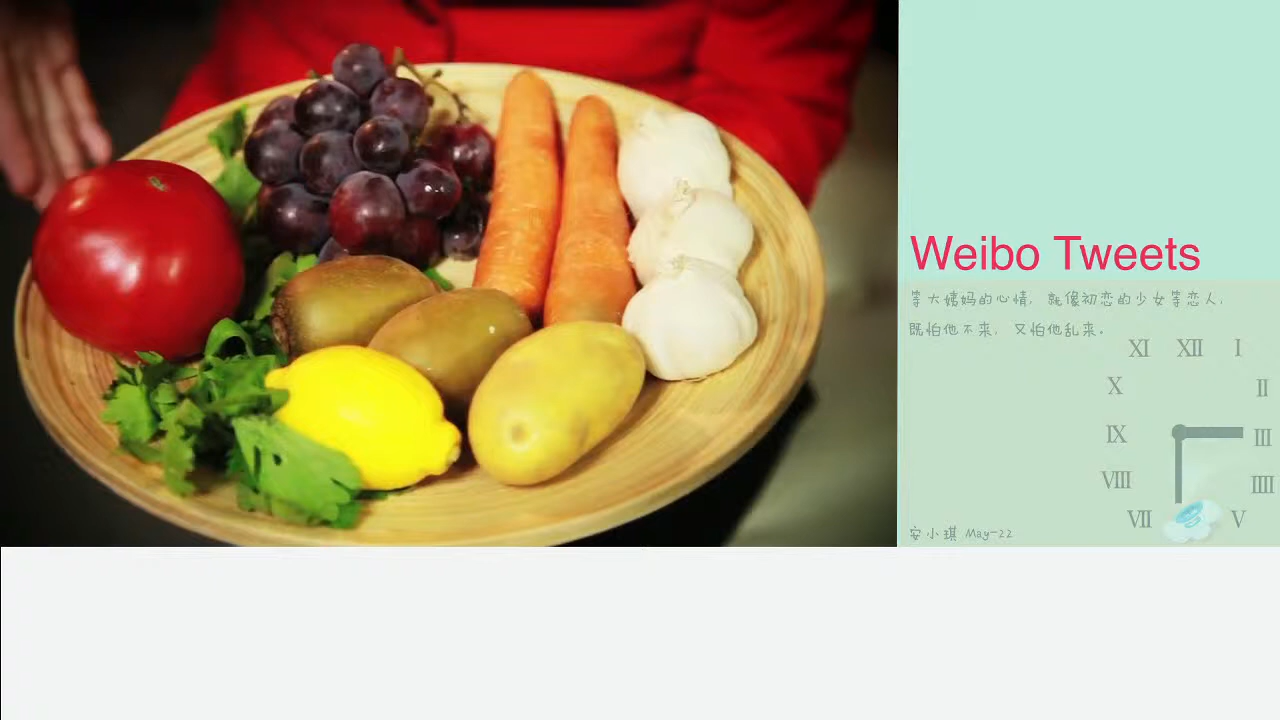 Weibo Tweets
等大姨妈的心情，就像初恋的少女等恋人，
既怕他不来，又怕他乱来。
XI XII I
X II
IX III
VIII IIII
VII V
安小琪 May-22